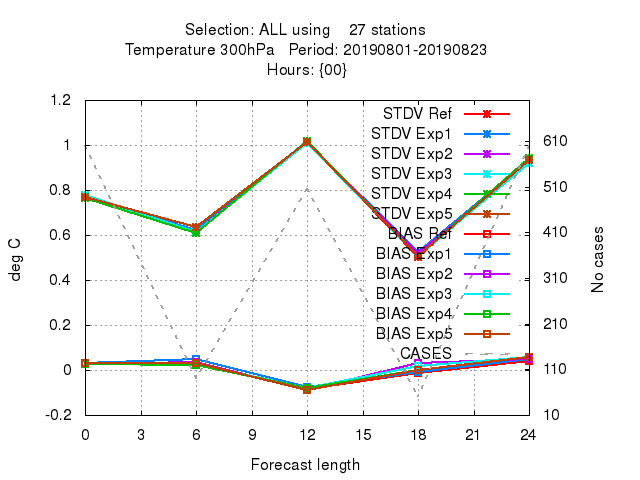 Selection: ALL using 27 stations
Temperature 300hPa Period: 20190801-20190823
Hours: {00}
1.2
1
0.8
0.6
0.4
0.2
0
-0.2
deg C
STDV Ref
STDV Exp1
STDV Exp2
STDV Exp3
STDV Exp4
STDV Exp5
BIAS Ref
BIAS Exp1
BIAS Exp2
BIAS Exp3
BIAS Exp4
BIAS Exp5
CASES
610
510
410
310
210
110
10
No cases
0 3 6 9 12 15 18 21 24
Forecast length